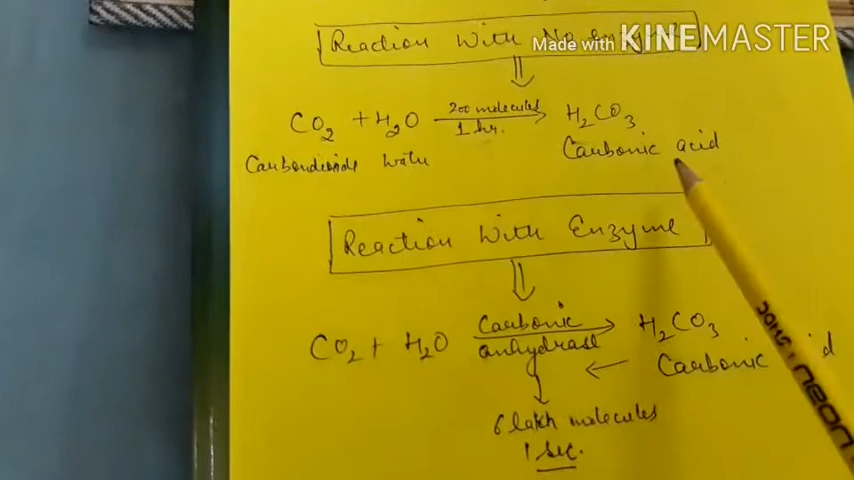 Reaction With No
Made with KINEMASTER
CO2 + H2O 200 molecules 1 hr. H2CO3
Carbondioxide Water Carbonic acid
Reaction With Enzyme
CO2 + H2O Carbonic anhydrase H2CO3
Carbonic
6 lakh molecules
1 sec.
neon